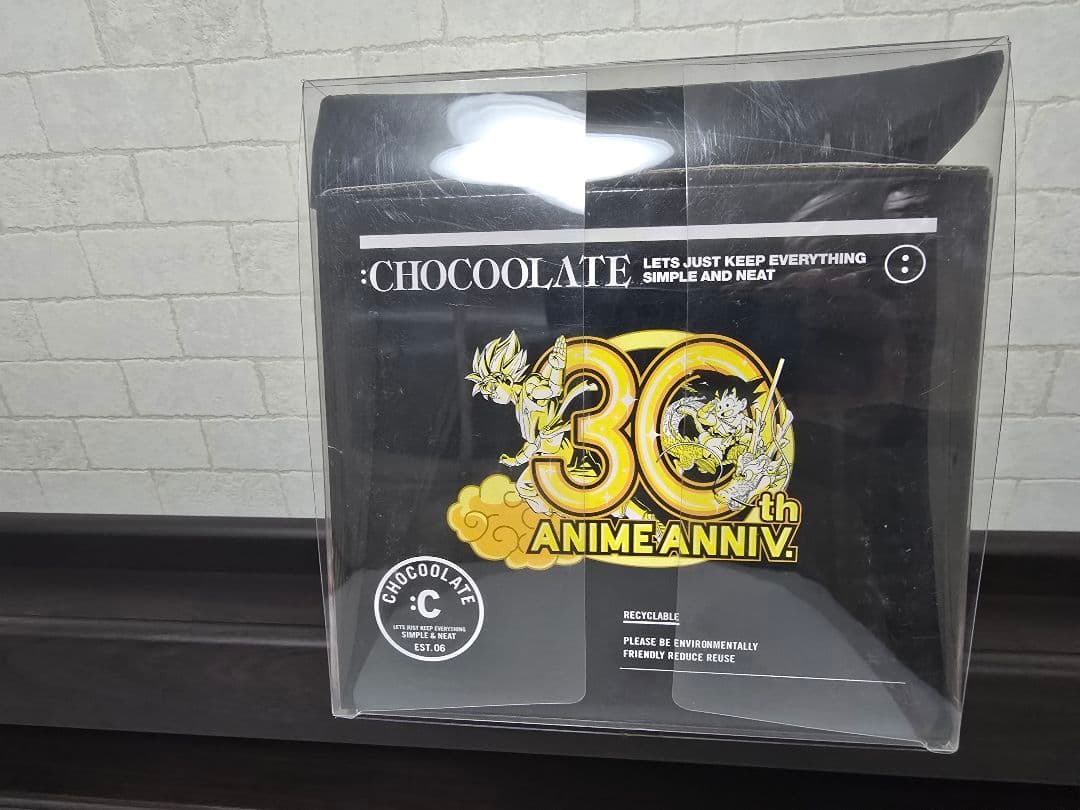 :CHOCOOLATE
LETS JUST KEEP EVERYTHING
SIMPLE AND NEAT
:
30th
ANIME ANNIV.
CHOCOOLATE
:C
LETS JUST KEEP EVERYTHING
SIMPLE & NEAT
EST. 06
RECYCLABLE
PLEASE BE ENVIRONMENTALLY
FRIENDLY REDUCE REUSE